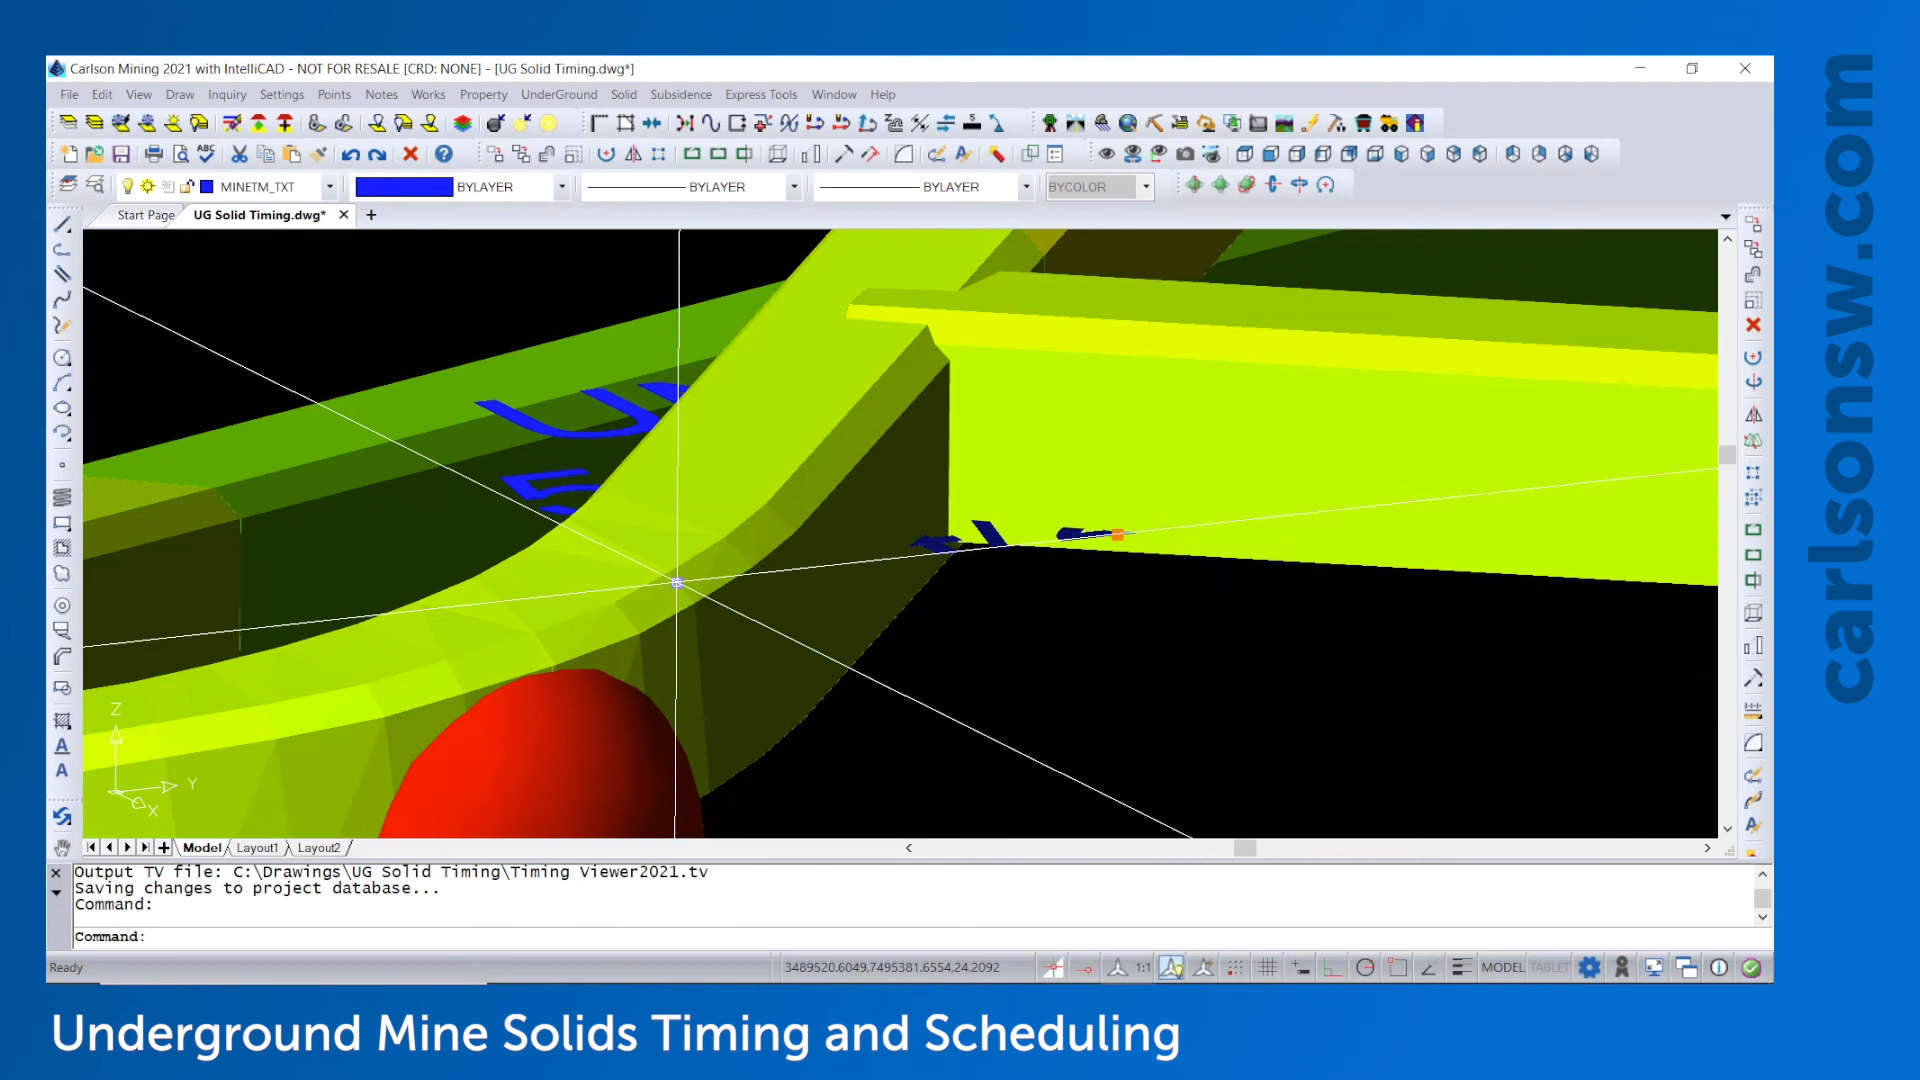 Carlson Mining 2021 with IntelliCAD - NOT FOR RESALE [CRD: NONE] - [UG Solid Timing.dwg*]
File Edit View Draw Inquiry Settings Points Notes Works Property UnderGround Solid Subsidence Express Tools Window Help
ABC
MINETM_TXT BYLAYER BYLAYER BYLAYER BYCOLOR
Start Page UG Solid Timing.dwg*
Z
Y
X
Model Layout1 Layout2
Output TV file: C:\Drawings\UG Solid Timing\Timing Viewer2021.tv
Saving changes to project database...
Command:
Command:
Ready 3489520.6049,7495381.6554,24.2092 1:1 MODEL TABLET
Underground Mine Solids Timing and Scheduling
carlsonsw.com